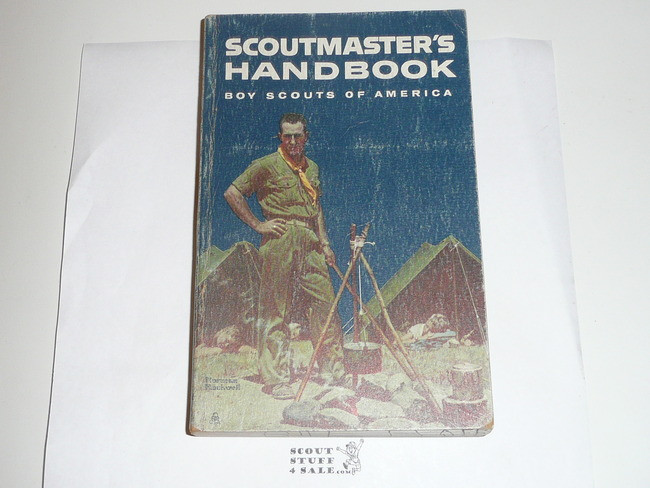 SCOUTMASTER'S
HANDBOOK
BOY SCOUTS OF AMERICA
Norman
Rockwell
SCOUT
STUFF
4 SALE.COM